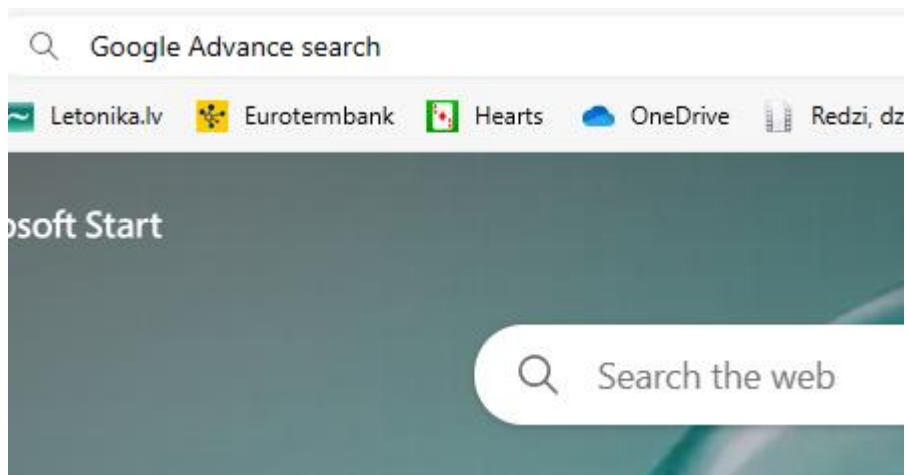 Google Advance search
Letonika.lv Eurotermbank Hearts OneDrive Redzi, dz
osoft Start
Search the web